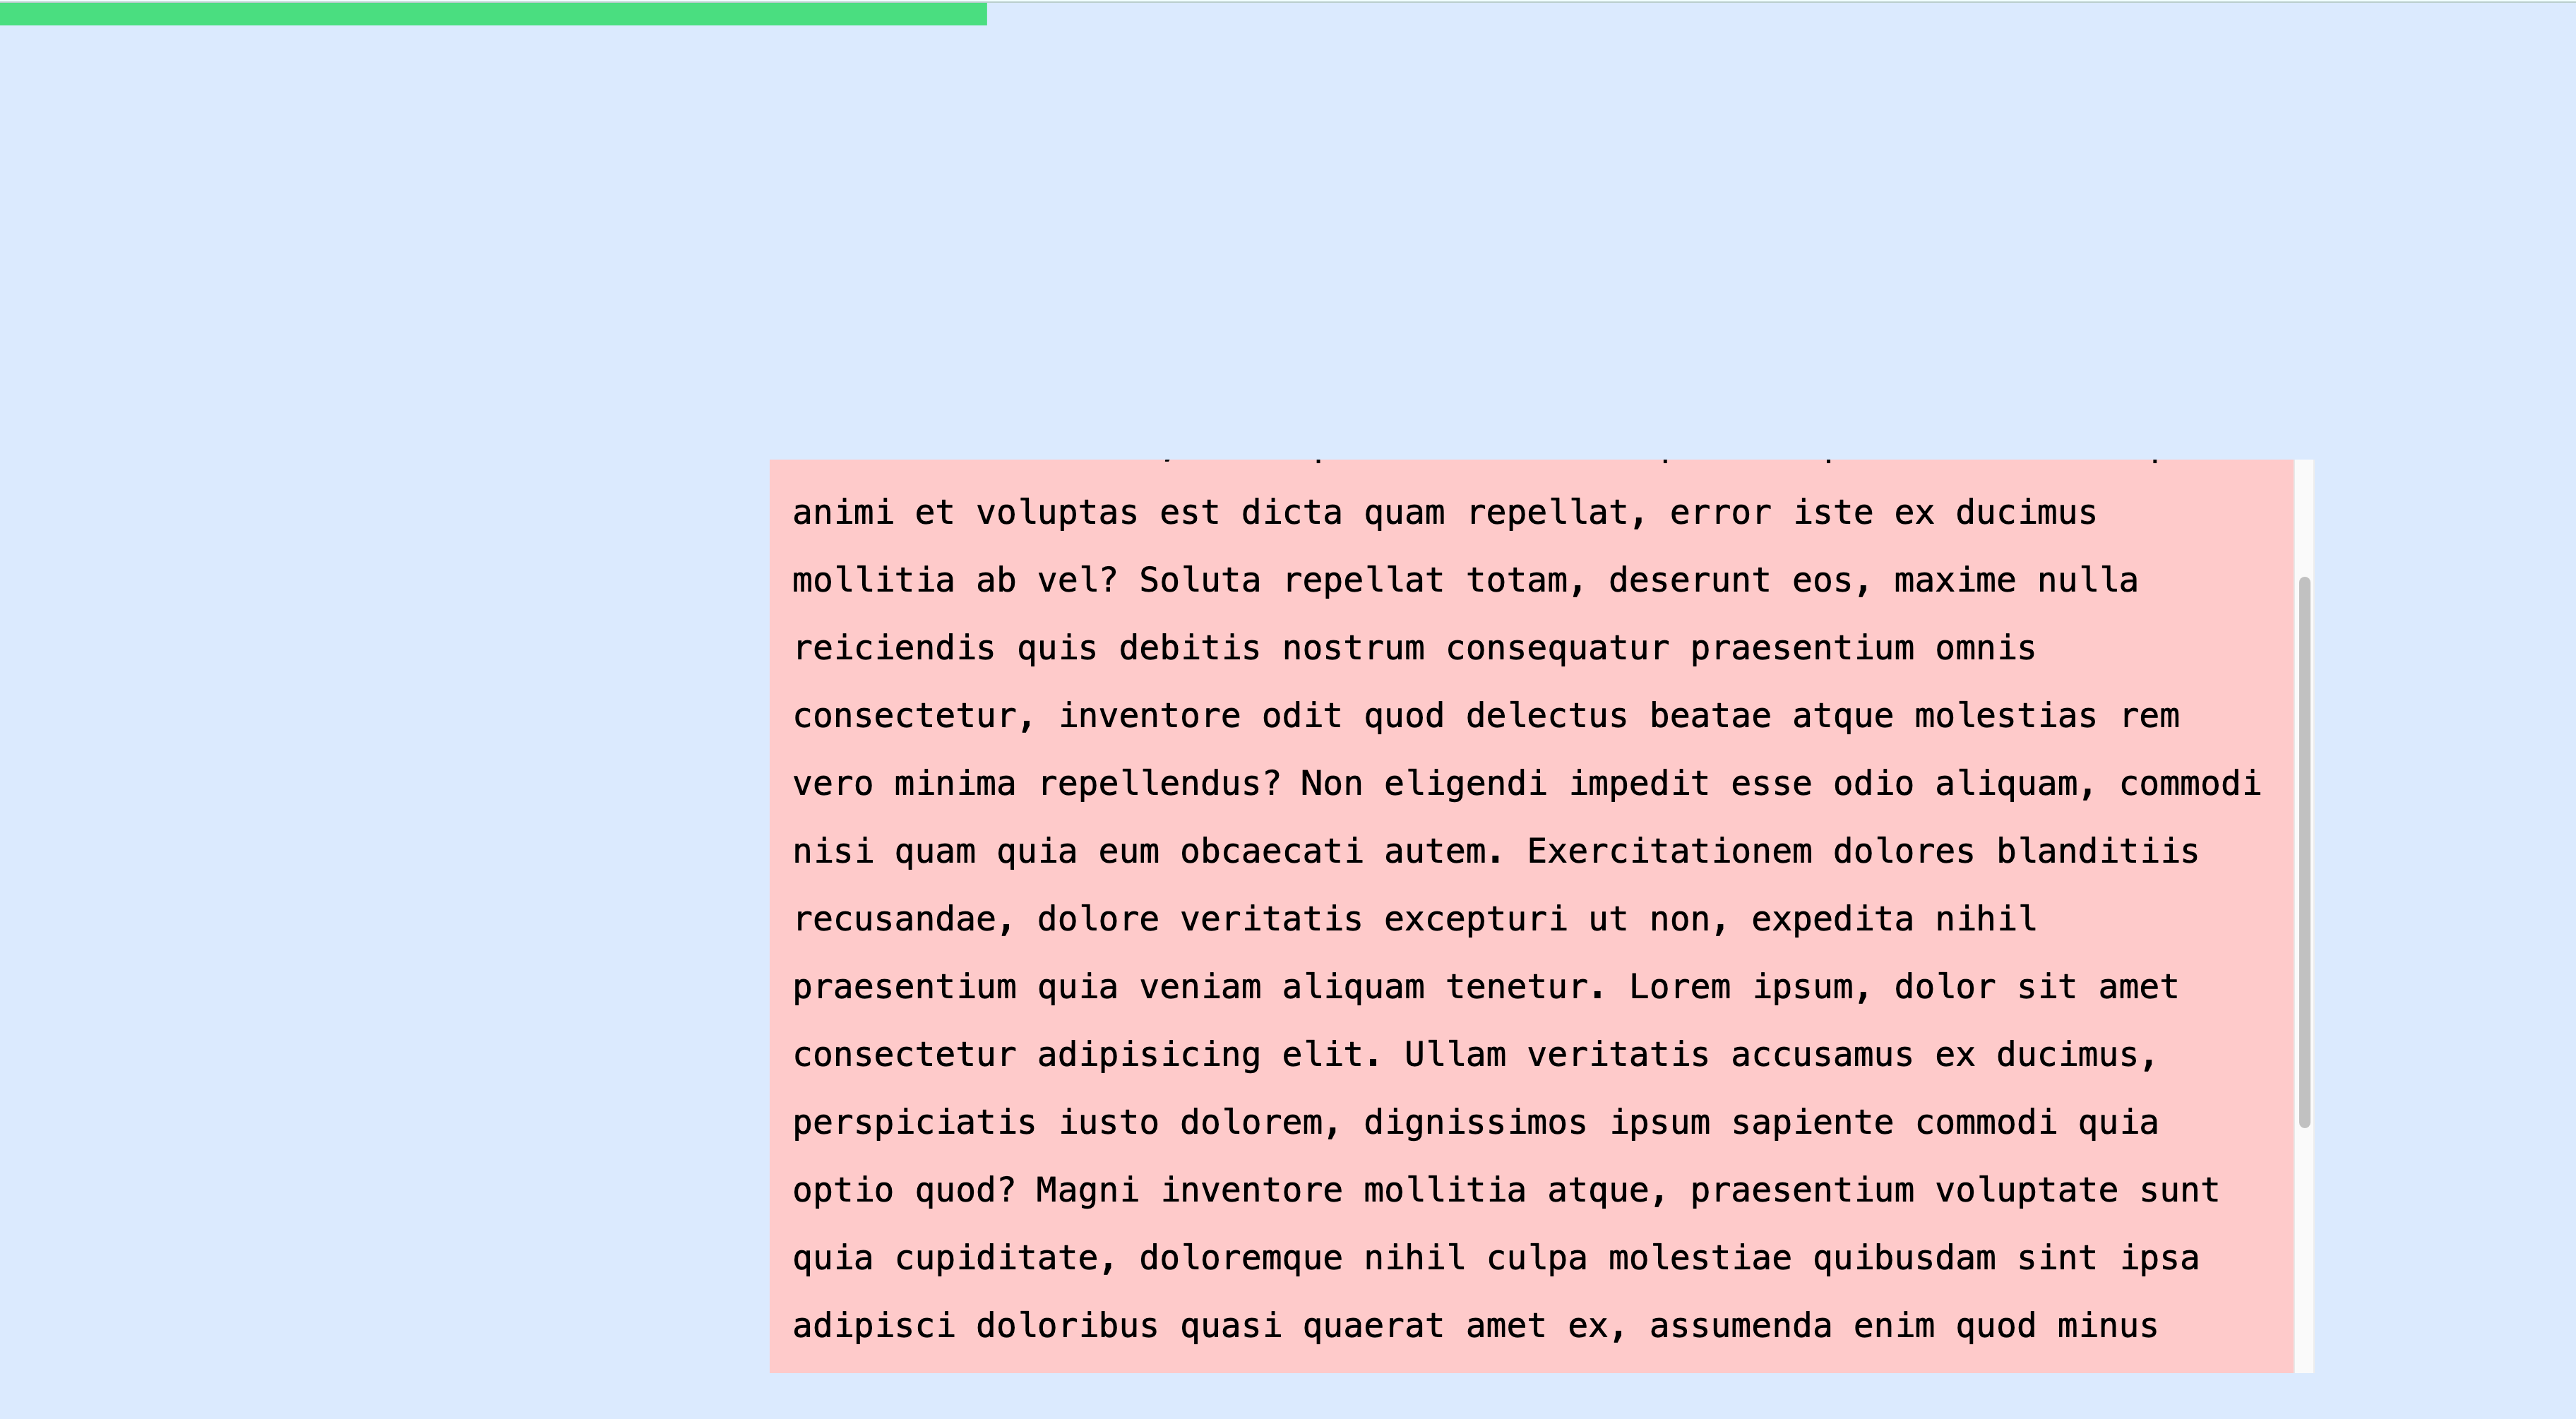 animi et voluptas est dicta quam repellat, error iste ex ducimus
mollitia ab vel? Soluta repellat totam, deserunt eos, maxime nulla
reiciendis quis debitis nostrum consequatur praesentium omnis
consectetur, inventore odit quod delectus beatae atque molestias rem
vero minima repellendus? Non eligendi impedit esse odio aliquam, commodi
nisi quam quia eum obcaecati autem. Exercitationem dolores blanditiis
recusandae, dolore veritatis excepturi ut non, expedita nihil
praesentium quia veniam aliquam tenetur. Lorem ipsum, dolor sit amet
consectetur adipisicing elit. Ullam veritatis accusamus ex ducimus,
perspiciatis iusto dolorem, dignissimos ipsum sapiente commodi quia
optio quod? Magni inventore mollitia atque, praesentium voluptate sunt
quia cupiditate, doloremque nihil culpa molestiae quibusdam sint ipsa
adipisci doloribus quasi quaerat amet ex, assumenda enim quod minus